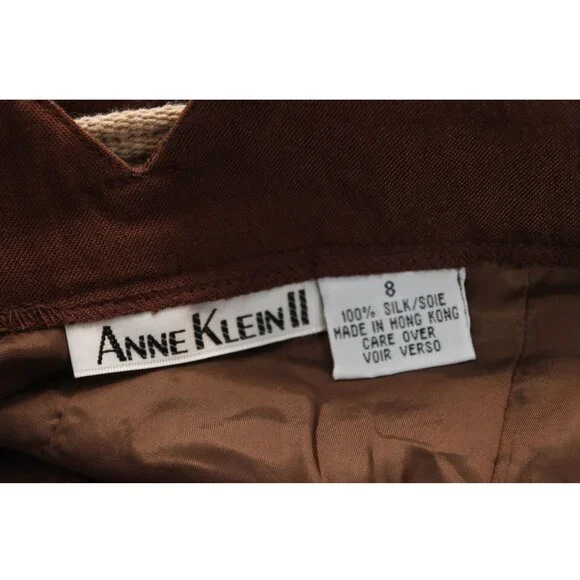 ANNE KLEIN II
8
100% SILK/SOIE
MADE IN HONG KONG
CARE OVER
VOIR VERSO